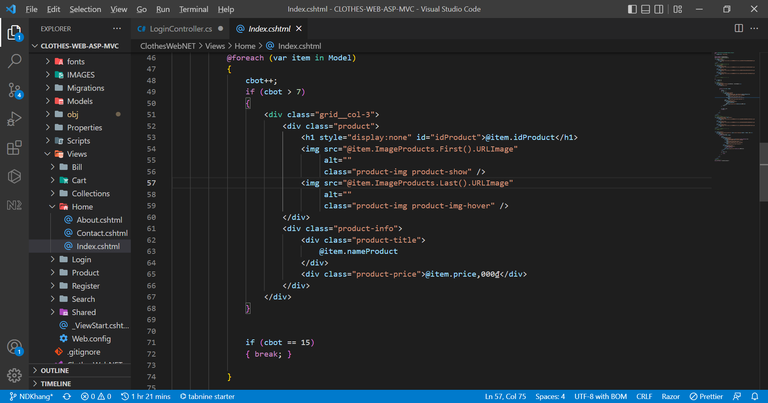 File Edit Selection View Go Run Terminal Help
Index.cshtml - CLOTHES-WEB-ASP-MVC - Visual Studio Code
EXPLORER
LoginController.cs
Index.cshtml
CLOTHES-WEB-ASP-MVC
ClothesWebNET > Views > Home > Index.cshtml
fonts
IMAGES
Migrations
Models
obj
Properties
Scripts
Views
Bill
Cart
Collections
Home
About.cshtml
Contact.cshtml
Index.cshtml
Login
Product
Register
Search
Shared
_ViewStart.csht...
Web.config
.gitignore
OUTLINE
TIMELINE
46 @foreach (var item in Model)
47 {
48 cbot++;
49 if (cbot > 7)
50 {
51 <div class="grid__col-3">
52 <div class="product">
53 <h1 style="display:none" id="idProduct">@item.idProduct</h1>
54 <img src="@item.ImageProducts.First().URLImage"
55 alt=""
56 class="product-img product-show" />
57 <img src="@item.ImageProducts.Last().URLImage"
58 alt=""
59 class="product-img product-img-hover" />
60 </div>
61 <div class="product-info">
62 <div class="product-title">
63 @item.nameProduct
64 </div>
65 <div class="product-price">@item.price,000₫</div>
66 </div>
67 </div>
68 }
69
70
71 if (cbot == 15)
72 { break; }
73
74 }
75
NDKhang* 0 0 1 hr 21 mins tabnine starter
Ln 57, Col 75 Spaces: 4 UTF-8 with BOM CRLF Razor Prettier